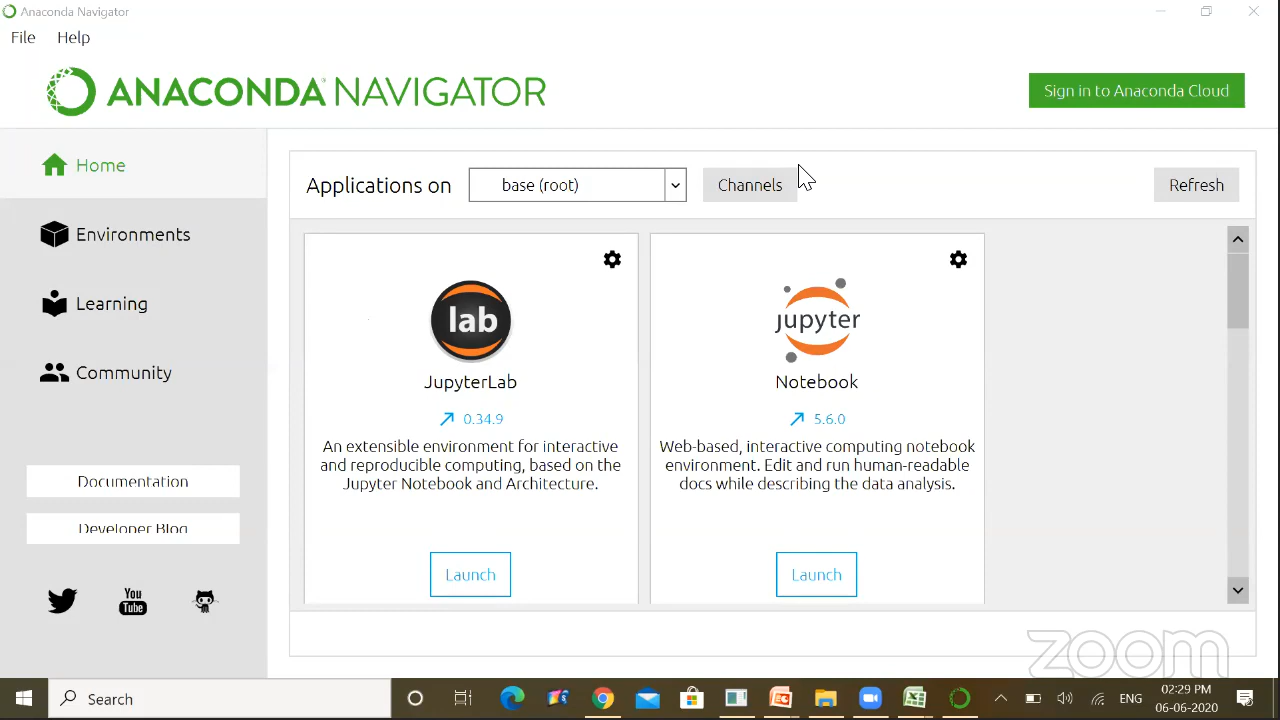 Anaconda Navigator
File Help
ANACONDA NAVIGATOR
Sign in to Anaconda Cloud
Home
Environments
Learning
Community
Documentation
Developer Blog
You
Tube
Applications on base (root) Channels Refresh
lab
JupyterLab
0.34.9
An extensible environment for interactive
and reproducible computing, based on the
Jupyter Notebook and Architecture.
Launch
jupyter
Notebook
5.6.0
Web-based, interactive computing notebook
environment. Edit and run human-readable
docs while describing the data analysis.
Launch
zoom
Search
ENG
02:29 PM
06-06-2020